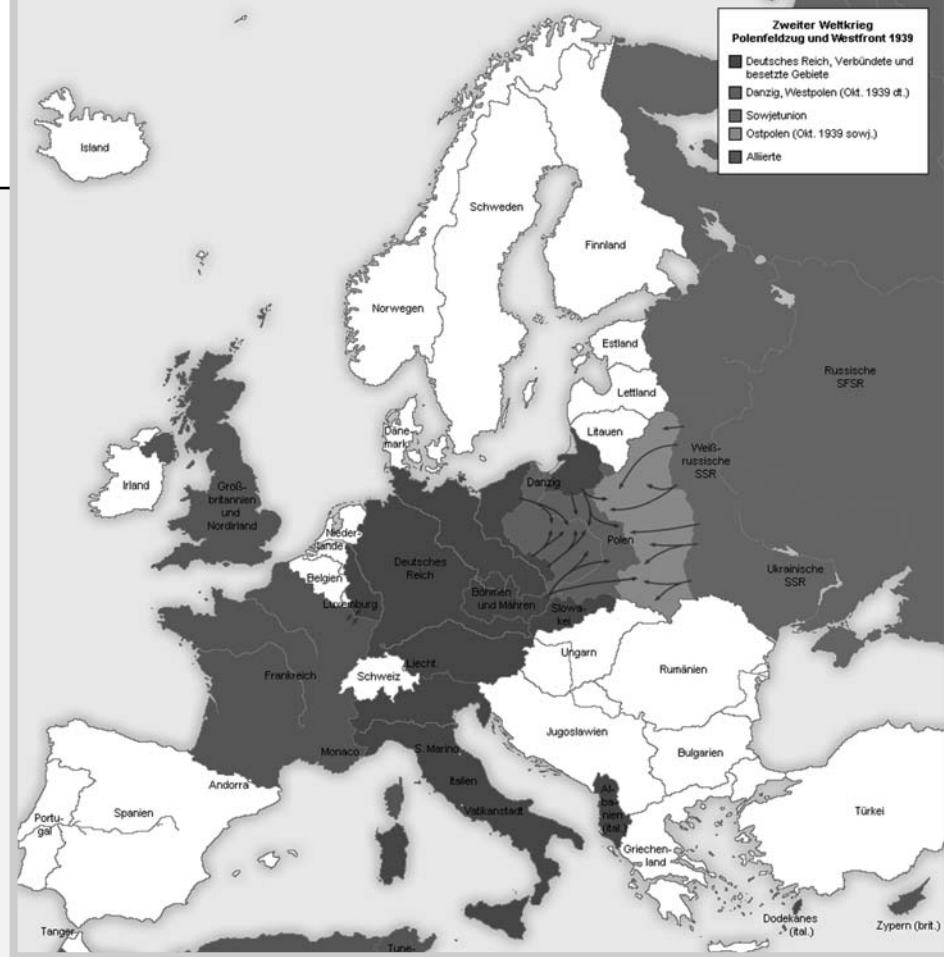 Zweiter Weltkrieg
Polenfeldzug und Westfront 1939
Deutsches Reich, Verbündete und
besetzte Gebiete
Danzig, Westpolen (Okt. 1939 dt.)
Sowjetunion
Ostpolen (Okt. 1939 sowj.)
Alliierte
Island
Schweden
Finnland
Norwegen
Estland
Russische
SFSR
Lettland
Litauen
Däne-
mark
Weiß-
russische
SSR
Irland
Groß-
britannien
und
Nordirland
Danzig
Nieder-
lande
Polen
Deutsches
Reich
Belgien
Ukrainische
SSR
Luxemburg
Böhmen
und Mähren
Slowa-
kei
Ungarn
Liecht.
Rumänien
Frankreich
Schweiz
Jugoslawien
Monaco
S. Marino
Bulgarien
Andorra
Italien
Portu-
gal
Spanien
Vatikanstadt
Al-
ba-
nien
(ital.)
Türkei
Griechen-
land
Dodekanes
(ital.)
Zypern (brit.)
Tanger
Tune-